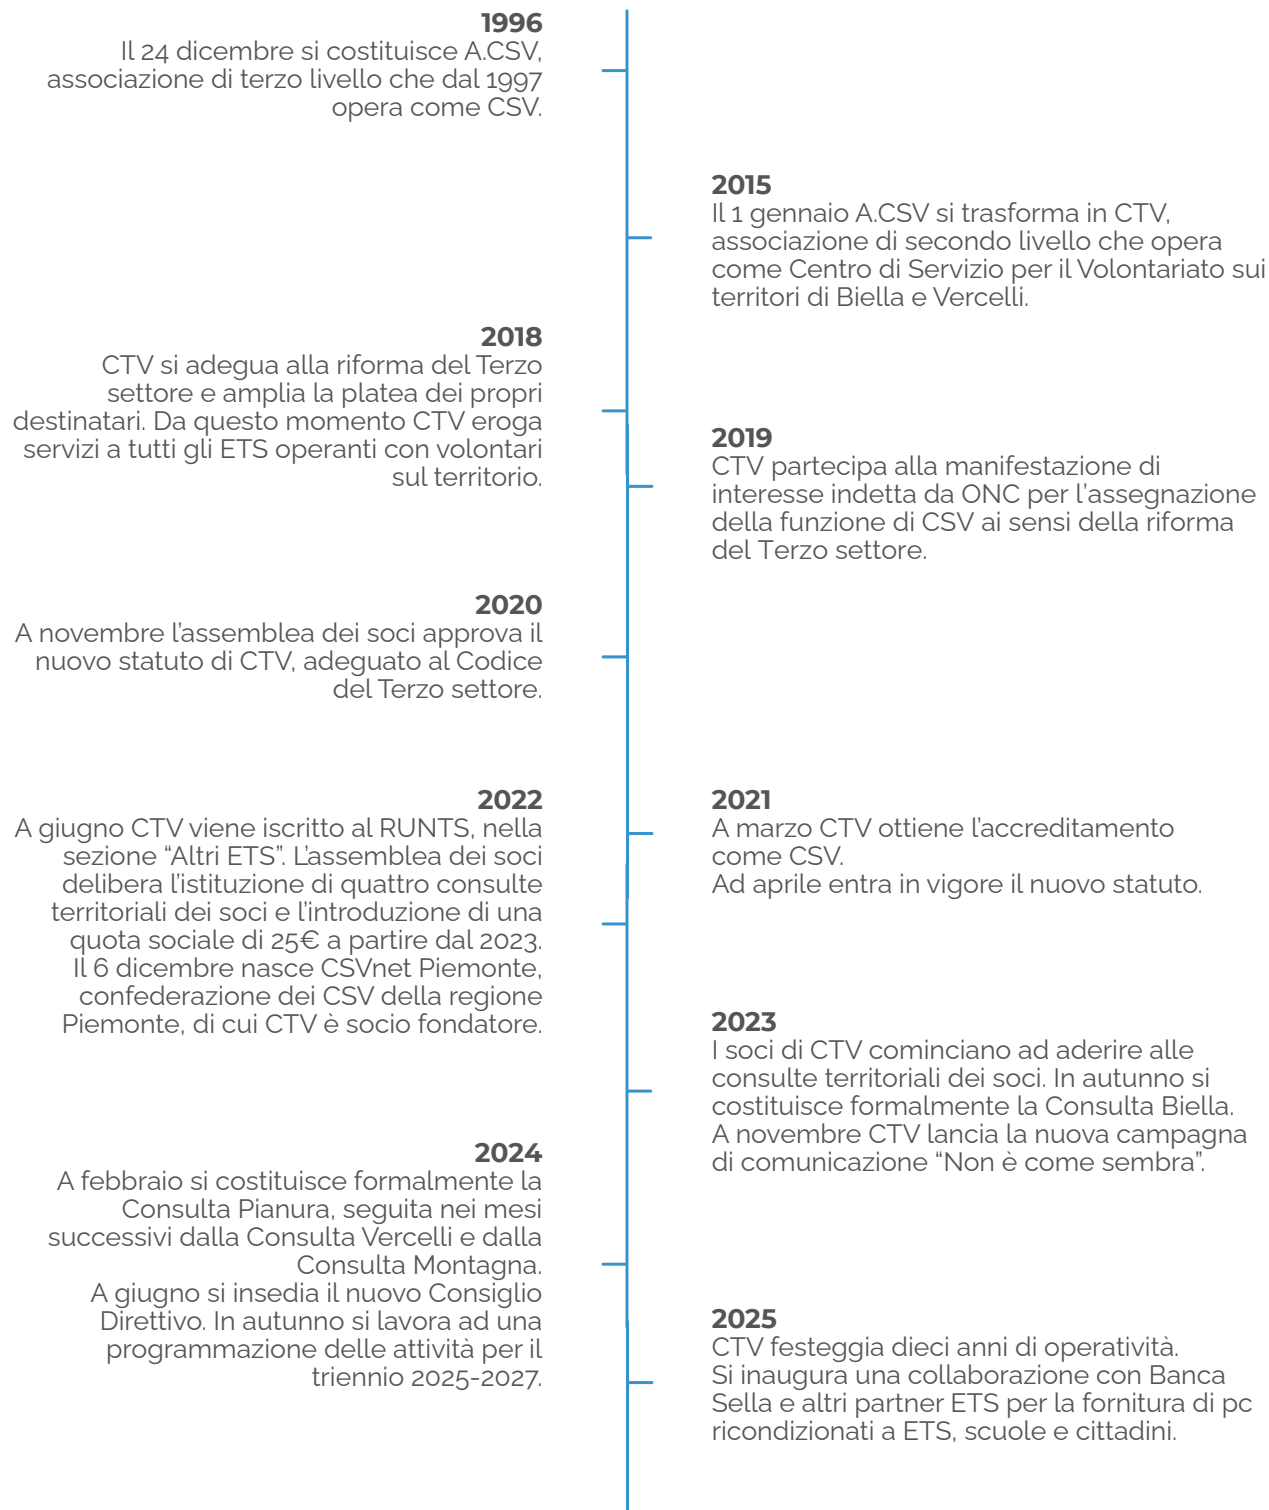 1996
Il 24 dicembre si costituisce A.CSV,
associazione di terzo livello che dal 1997
opera come CSV.
2015
Il 1 gennaio A.CSV si trasforma in CTV,
associazione di secondo livello che opera
come Centro di Servizio per il Volontariato sui
territori di Biella e Vercelli.
2018
CTV si adegua alla riforma del Terzo
settore e amplia la platea dei propri
destinatari. Da questo momento CTV eroga
servizi a tutti gli ETS operanti con volontari
sul territorio.
2019
CTV partecipa alla manifestazione di
interesse indetta da ONC per l'assegnazione
della funzione di CSV ai sensi della riforma
del Terzo settore.
2020
A novembre l'assemblea dei soci approva il
nuovo statuto di CTV, adeguato al Codice
del Terzo settore.
2021
A marzo CTV ottiene l'accreditamento
come CSV.
Ad aprile entra in vigore il nuovo statuto.
2022
A giugno CTV viene iscritto al RUNTS, nella
sezione “Altri ETS”. L'assemblea dei soci
delibera l'istituzione di quattro consulte
territoriali dei soci e l'introduzione di una
quota sociale di 25€ a partire dal 2023.
Il 6 dicembre nasce CSVnet Piemonte,
confederazione dei CSV della regione
Piemonte, di cui CTV è socio fondatore.
2023
I soci di CTV cominciano ad aderire alle
consulte territoriali dei soci. In autunno si
costituisce formalmente la Consulta Biella.
A novembre CTV lancia la nuova campagna
di comunicazione “Non è come sembra”.
2024
A febbraio si costituisce formalmente la
Consulta Pianura, seguita nei mesi
successivi dalla Consulta Vercelli e dalla
Consulta Montagna.
A giugno si insedia il nuovo Consiglio
Direttivo. In autunno si lavora ad una
programmazione delle attività per il
triennio 2025-2027.
2025
CTV festeggia dieci anni di operatività.
Si inaugura una collaborazione con Banca
Sella e altri partner ETS per la fornitura di pc
ricondizionati a ETS, scuole e cittadini.